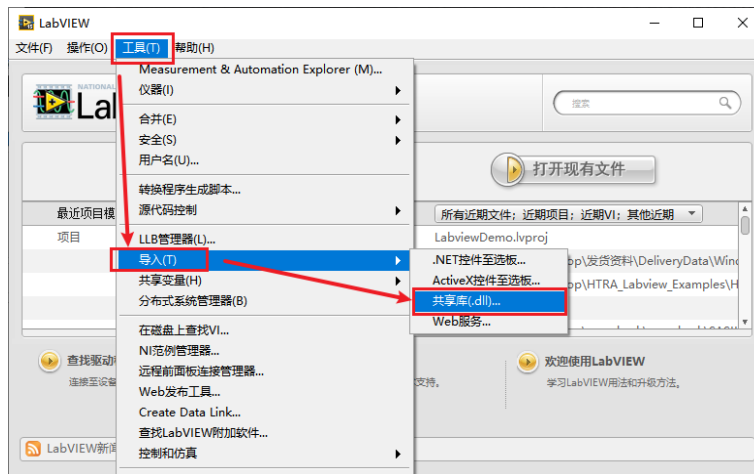 LabVIEW
文件(F) 操作(O) 工具(T) 帮助(H)
Measurement & Automation Explorer (M)...
仪器(I)
NATIONAL
La
搜索
合并(E)
安全(S)
用户名(U)...
打开现有文件
转换程序生成脚本...
最近项目模
源代码控制
所有近期文件；近期项目；近期VI；其他近期
项目
LLB管理器(L)...
LabviewDemo.lvproj
导入(T)
.NET控件至选板...
op\发货资料\DeliveryData\Wind
共享变量(H)
ActiveX控件至选板...
op\HTRA_Labview_Examples\H
分布式系统管理器(B)
共享库(.dll)...
Web服务...
在磁盘上查找VI...
NI范例管理器...
查找驱动
远程前面板连接管理器...
欢迎使用LabVIEW
连接至设备
Web发布工具...
支持。
学习LabVIEW用法和升级方法。
Create Data Link...
查找LabVIEW附加软件...
LabVIEW新闻
控制和仿真